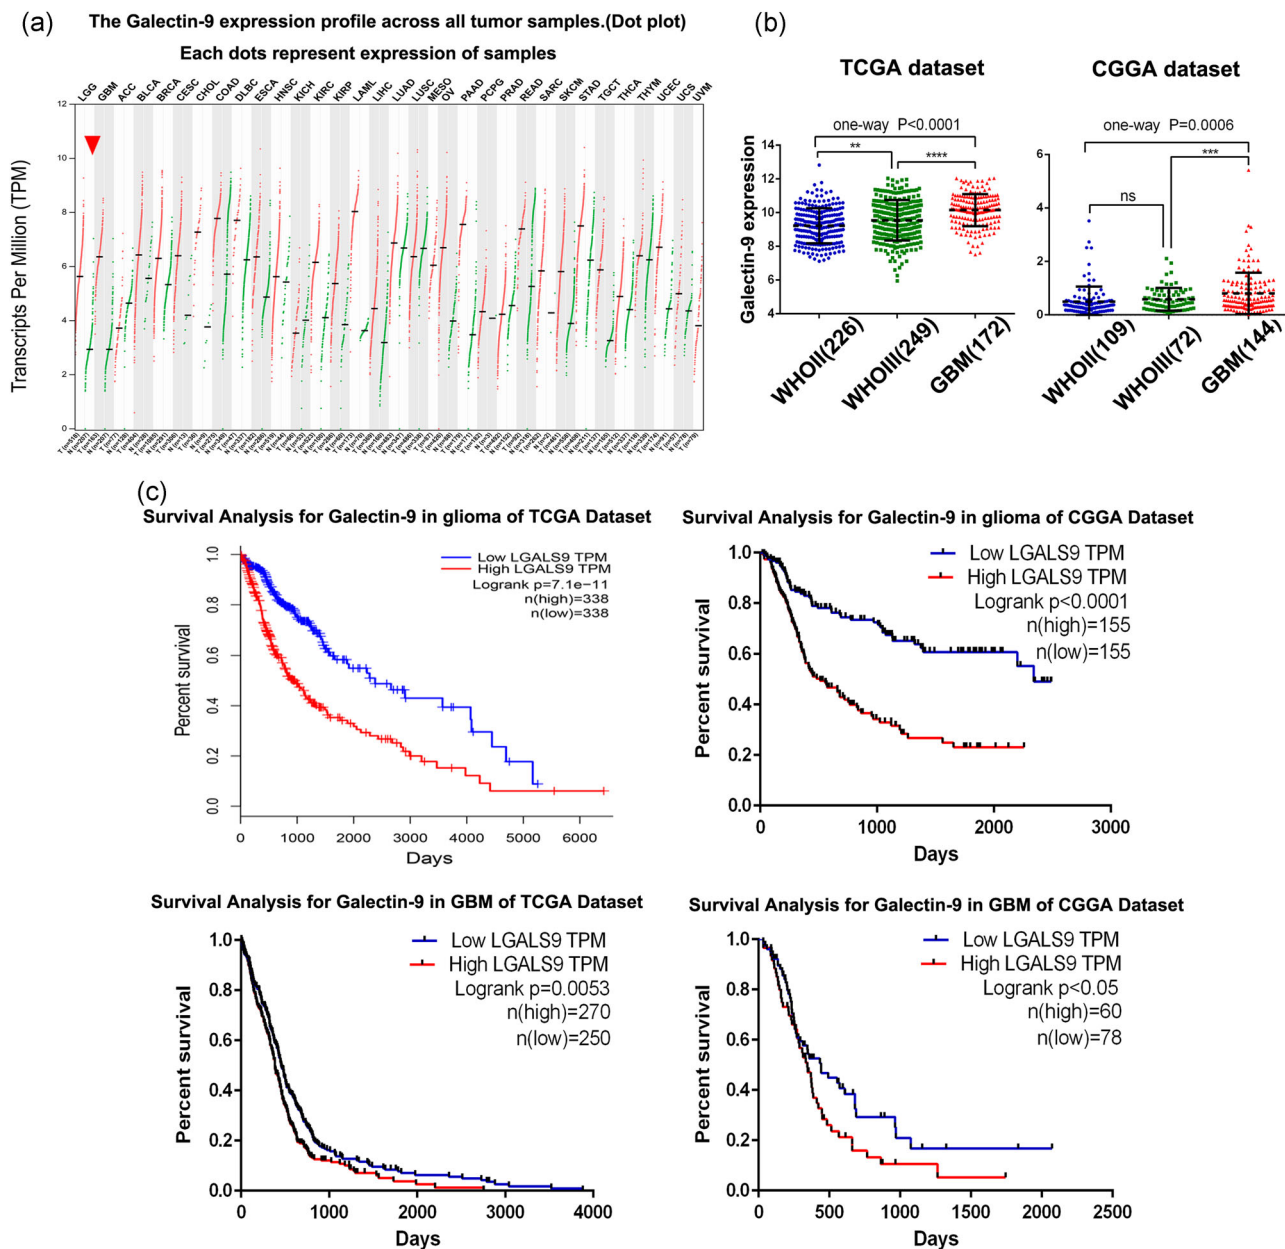 (a)
The Galectin-9 expression profile across all tumor samples.(Dot plot)
Each dots represent expression of samples
LGG GBM ACC BLCA BRCA CESC CHOL COAD DLBC ESCA HNSC KICH KIRC KIRP LAML LIHC LUAD LUSC MESO OV PAAD PCPG PRAD READ SARC SKCM STAD TGCT THCA THYM UCEC UCS UVM
Transcripts Per Million (TPM)
12
10
8
6
4
2
0
(b)
TCGA dataset
one-way P<0.0001
**
****
Galectin-9 expression
14
12
10
8
6
4
WHOII(226)
WHOIII(249)
GBM(172)
CGGA dataset
one-way P=0.0006
***
ns
6
4
2
0
WHOII(109)
WHOIII(72)
GBM(144)
(c)
Survival Analysis for Galectin-9 in glioma of TCGA Dataset
Low LGALS9 TPM
High LGALS9 TPM
Logrank p=7.1e−11
n(high)=338
n(low)=338
Percent survival
1.0
0.8
0.6
0.4
0.2
0.0
0 1000 2000 3000 4000 5000 6000
Days
Survival Analysis for Galectin-9 in glioma of CGGA Dataset
Low LGALS9 TPM
High LGALS9 TPM
Logrank p<0.0001
n(high)=155
n(low)=155
Percent survival
1.0
0.8
0.6
0.4
0.2
0.0
0 1000 2000 3000
Days
Survival Analysis for Galectin-9 in GBM of TCGA Dataset
Low LGALS9 TPM
High LGALS9 TPM
Logrank p=0.0053
n(high)=270
n(low)=250
Percent survival
1.0
0.8
0.6
0.4
0.2
0.0
0 1000 2000 3000 4000
Days
Survival Analysis for Galectin-9 in GBM of CGGA Dataset
Low LGALS9 TPM
High LGALS9 TPM
Logrank p<0.05
n(high)=60
n(low)=78
Percent survival
1.0
0.8
0.6
0.4
0.2
0.0
0 500 1000 1500 2000 2500
Days